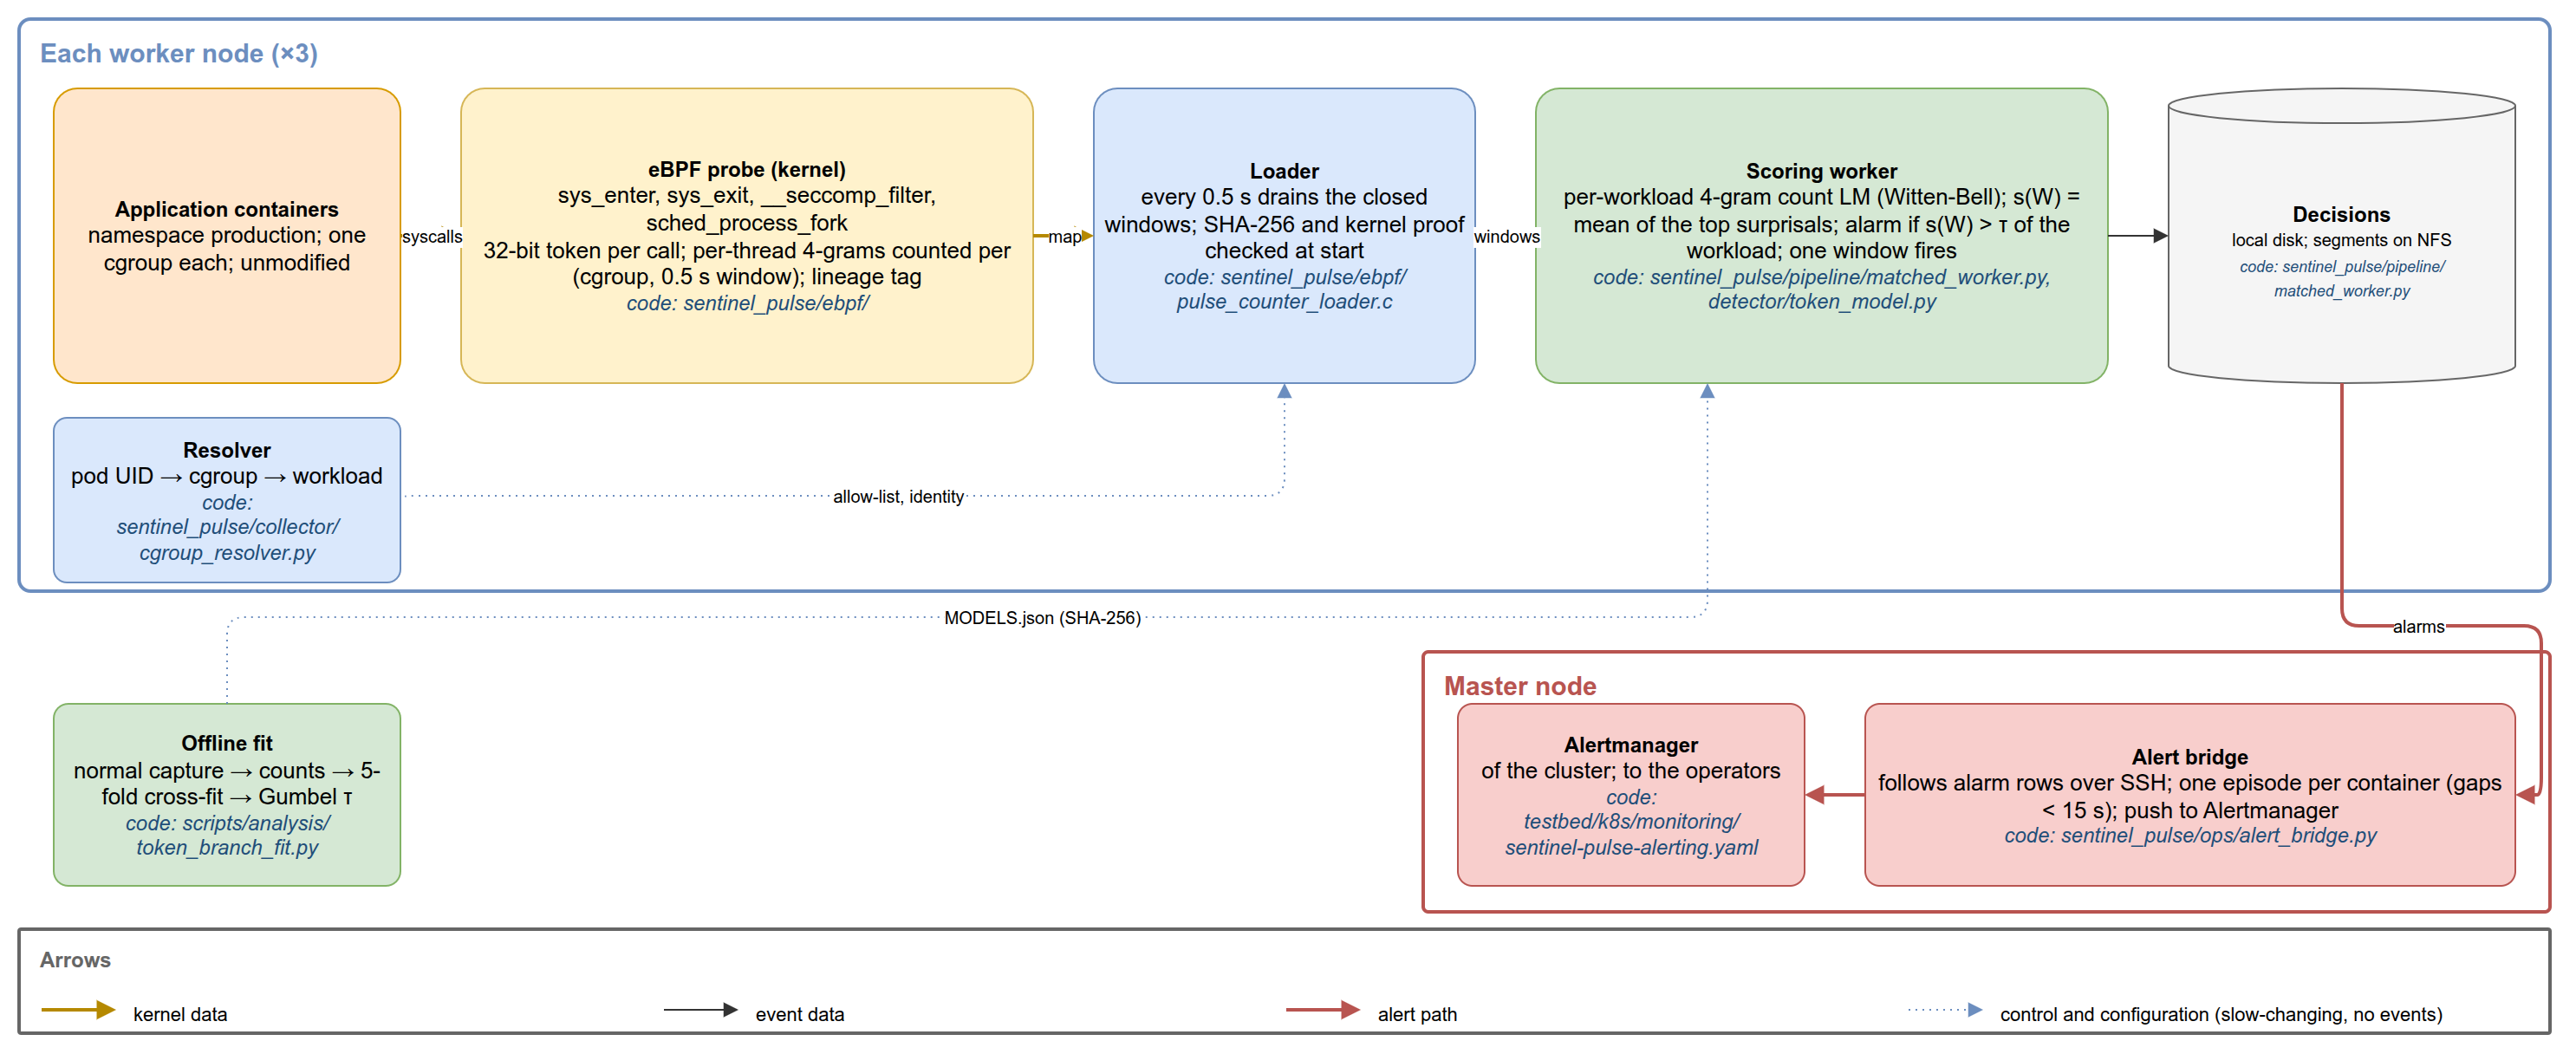 Each worker node (×3)
Application containers
namespace production; one
cgroup each; unmodified
syscalls
eBPF probe (kernel)
sys_enter, sys_exit, __seccomp_filter,
sched_process_fork
32-bit token per call; per-thread 4-grams counted per
(cgroup, 0.5 s window); lineage tag
code: sentinel_pulse/ebpf/
map
Loader
every 0.5 s drains the closed
windows; SHA-256 and kernel proof
checked at start
code: sentinel_pulse/ebpf/
pulse_counter_loader.c
windows
Scoring worker
per-workload 4-gram count LM (Witten-Bell); s(W) =
mean of the top surprisals; alarm if s(W) > τ of the
workload; one window fires
code: sentinel_pulse/pipeline/matched_worker.py,
detector/token_model.py
Decisions
local disk; segments on NFS
code: sentinel_pulse/pipeline/
matched_worker.py
Resolver
pod UID → cgroup → workload
code:
sentinel_pulse/collector/
cgroup_resolver.py
allow-list, identity
MODELS.json (SHA-256)
alarms
Offline fit
normal capture → counts → 5-
fold cross-fit → Gumbel τ
code: scripts/analysis/
token_branch_fit.py
Master node
Alertmanager
of the cluster; to the operators
code:
testbed/k8s/monitoring/
sentinel-pulse-alerting.yaml
Alert bridge
follows alarm rows over SSH; one episode per container (gaps
< 15 s); push to Alertmanager
code: sentinel_pulse/ops/alert_bridge.py
Arrows
kernel data
event data
alert path
control and configuration (slow-changing, no events)